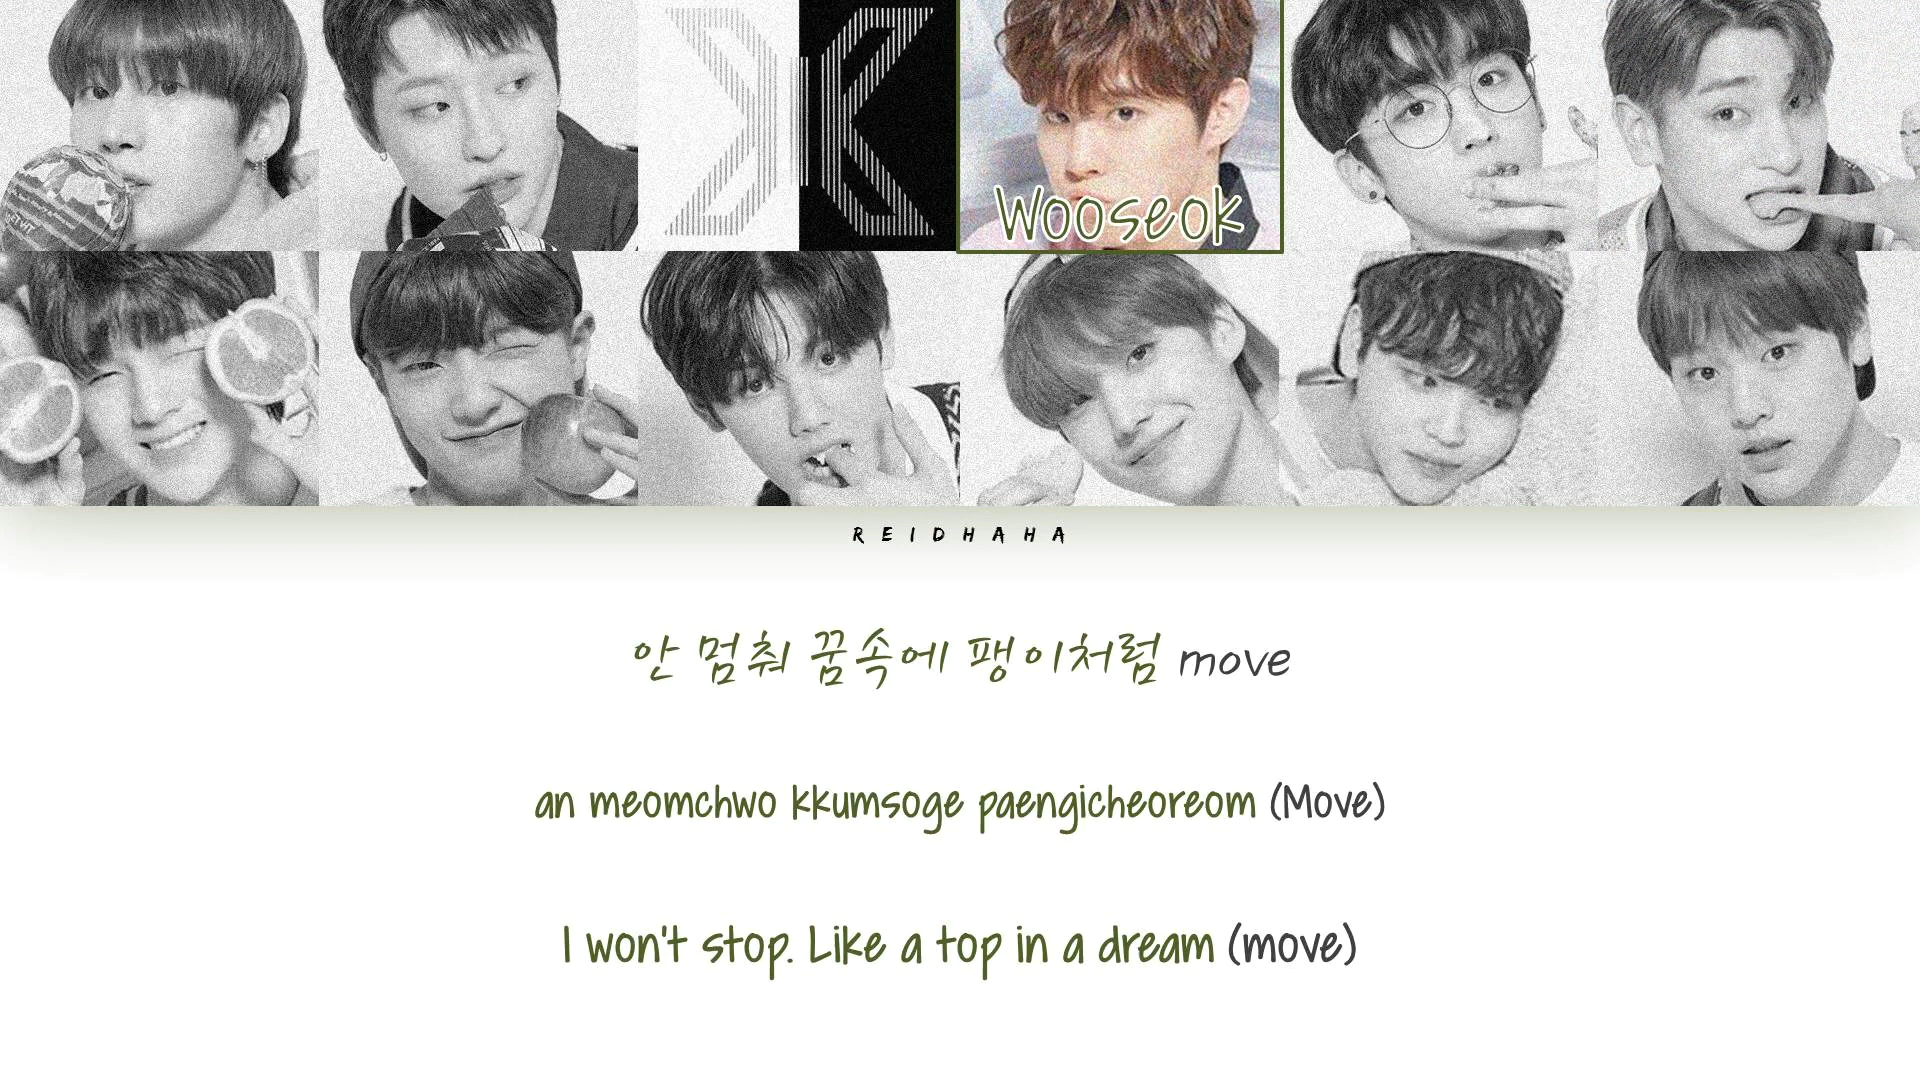 Wooseok
REIDHAHA
안 멈춰 꿈속에 팽이처럼 move
an meomchwo kkumsoge paengicheoreom (Move)
I won't stop. Like a top in a dream (move)